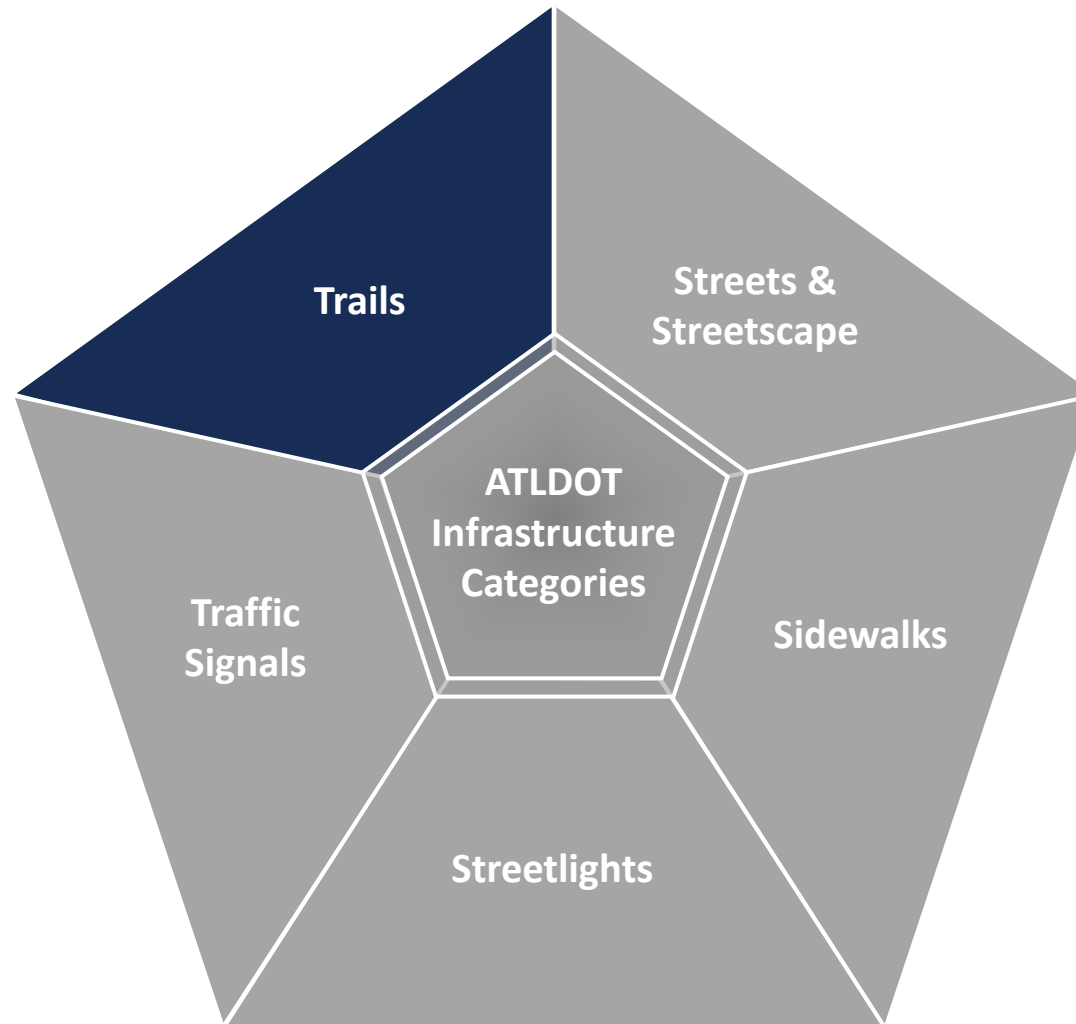 Trails
Streets &
Streetscape
ATLDOT
Infrastructure
Categories
Traffic
Signals
Sidewalks
Streetlights